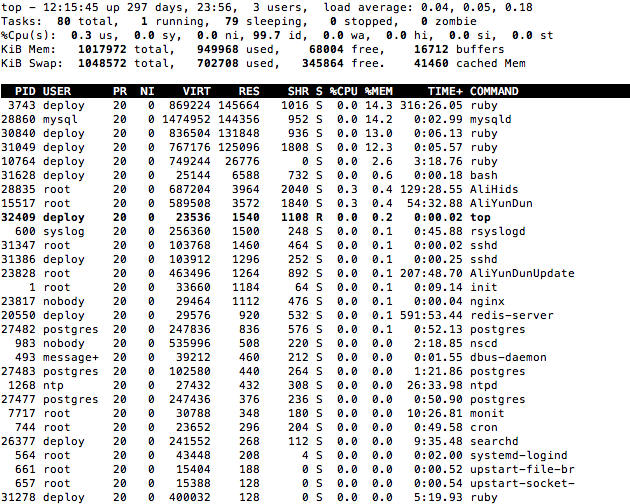 top - 12:15:45 up 297 days, 23:56,  3 users,  load average: 0.04, 0.05, 0.18
Tasks:  80 total,   1 running,  79 sleeping,   0 stopped,   0 zombie
%Cpu(s):  0.3 us,  0.0 sy,  0.0 ni, 99.7 id,  0.0 wa,  0.0 hi,  0.0 si,  0.0 st
KiB Mem:   1017972 total,   949968 used,    68004 free,    16712 buffers
KiB Swap:  1048572 total,   702708 used,   345864 free.    41460 cached Mem
PID USER      PR  NI    VIRT    RES    SHR S %CPU %MEM     TIME+ COMMAND
3743 deploy    20   0  869224 145664   1016 S  0.0 14.3 316:26.05 ruby
28860 mysql     20   0 1474952 144356    952 S  0.0 14.2   0:02.99 mysqld
30840 deploy    20   0  836504 131848    936 S  0.0 13.0   0:06.13 ruby
31049 deploy    20   0  767176 125096   1808 S  0.0 12.3   0:05.57 ruby
10764 deploy    20   0  749244  26776      0 S  0.0  2.6   3:18.76 ruby
31628 deploy    20   0   25144   6588    732 S  0.0  0.6   0:00.18 bash
28835 root      20   0  687204   3964   2040 S  0.3  0.4 129:28.55 AliHids
15517 root      20   0  589508   3572   1840 S  0.3  0.4  54:32.88 AliYunDun
32409 deploy    20   0   23536   1540   1108 R  0.0  0.2   0:00.02 top
600 syslog    20   0  256360   1500    248 S  0.0  0.1   0:45.88 rsyslogd
31347 root      20   0  103768   1460    464 S  0.0  0.1   0:00.02 sshd
31386 deploy    20   0  103912   1296    252 S  0.0  0.1   0:00.25 sshd
23828 root      20   0  463496   1264    892 S  0.0  0.1 207:48.70 AliYunDunUpdate
1 root      20   0   33660   1184     64 S  0.0  0.1   0:09.14 init
23817 nobody    20   0   29464   1112    476 S  0.0  0.1   0:00.04 nginx
20550 deploy    20   0   29576    920    532 S  0.0  0.1 591:53.44 redis-server
27482 postgres  20   0  247836    836    576 S  0.0  0.1   0:52.13 postgres
983 nobody    20   0  535996    508    220 S  0.0  0.0   2:18.85 nscd
493 message+  20   0   39212    460    212 S  0.0  0.0   0:01.55 dbus-daemon
27483 postgres  20   0  102580    440    264 S  0.0  0.0   1:21.86 postgres
1268 ntp       20   0   27432    432    308 S  0.0  0.0  26:33.98 ntpd
27477 postgres  20   0  247436    376    236 S  0.0  0.0   0:50.90 postgres
7717 root      20   0   30788    348    180 S  0.0  0.0  10:26.81 monit
744 root      20   0   23652    296    204 S  0.0  0.0   0:49.58 cron
26377 deploy    20   0  241552    268    112 S  0.0  0.0   9:35.48 searchd
564 root      20   0   43448    208      4 S  0.0  0.0   0:02.00 systemd-logind
661 root      20   0   15404    188      0 S  0.0  0.0   0:00.52 upstart-file-br
657 root      20   0   15388    128      0 S  0.0  0.0   0:00.54 upstart-socket-
31278 deploy    20   0  400032    128      0 S  0.0  0.0   5:19.93 ruby